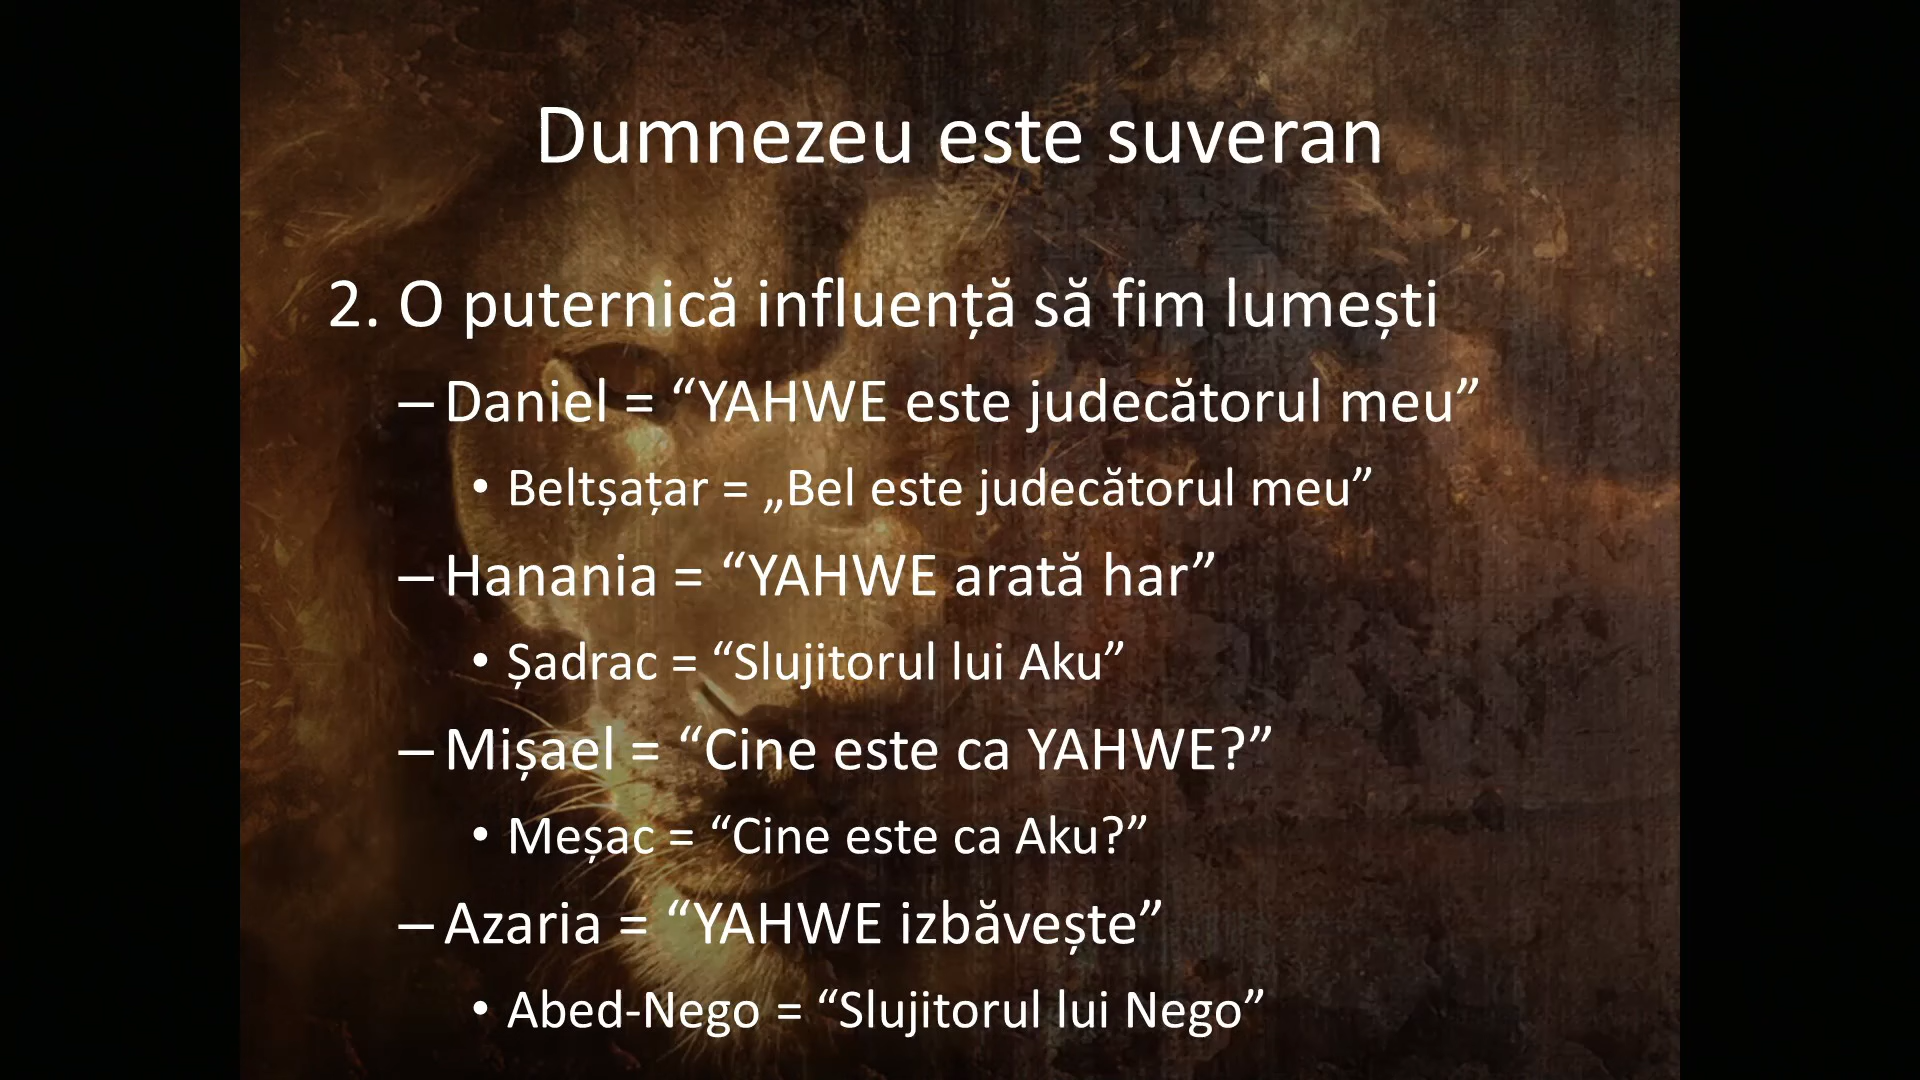 Dumnezeu este suveran
2. O puternică influență să fim lumești
– Daniel = “YAHWE este judecătorul meu”
• Beltșațar = „Bel este judecătorul meu”
– Hanania = “YAHWE arată har”
• Șadrac = “Slujitorul lui Aku”
– Mișael = “Cine este ca YAHWE?”
• Meșac = “Cine este ca Aku?”
– Azaria = “YAHWE izbăvește”
• Abed-Nego = “Slujitorul lui Nego”